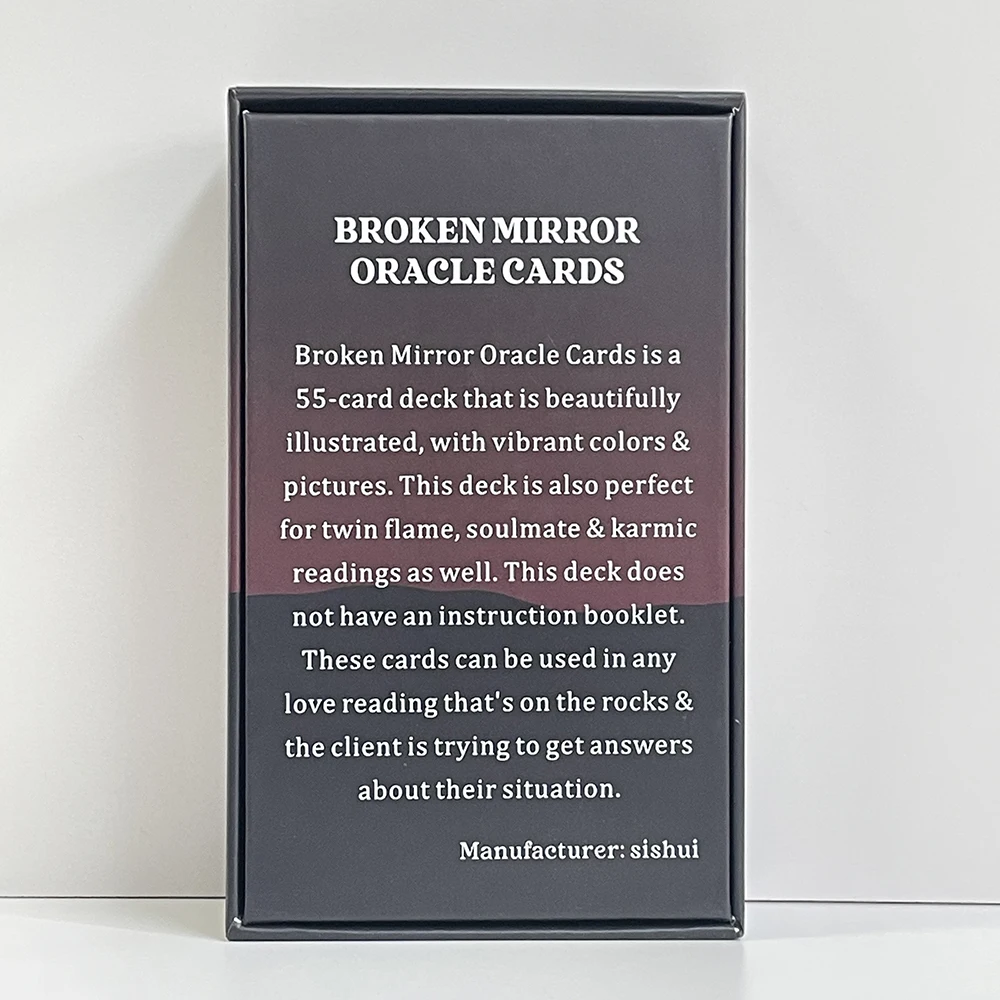 BROKEN MIRROR
ORACLE CARDS
Broken Mirror Oracle Cards is a
55-card deck that is beautifully
illustrated, with vibrant colors &
pictures. This deck is also perfect
for twin flame, soulmate & karmic
readings as well. This deck does
not have an instruction booklet.
These cards can be used in any
love reading that's on the rocks &
the client is trying to get answers
about their situation.
Manufacturer: sishui